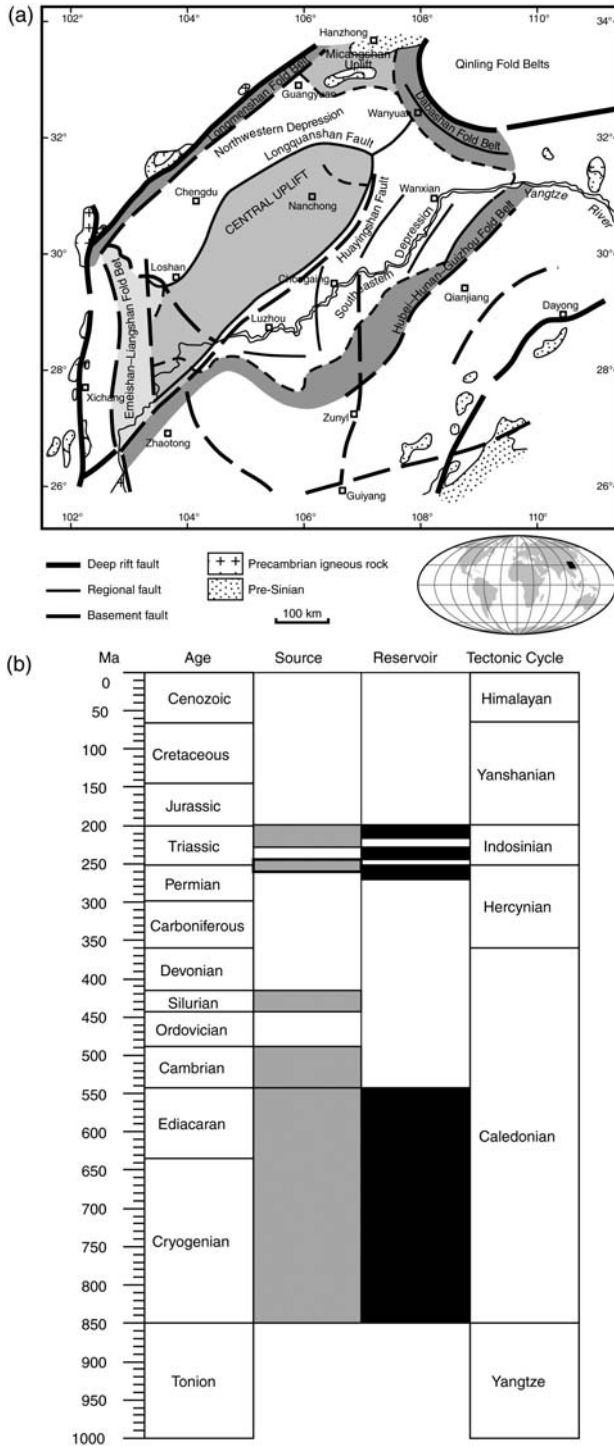 (a)
102°
104°
106°
108°
110°
34°
Hanzhong
Micangshan
Uplift
Qinling Fold Belts
Longmenshan Fold Belt
Guangyuan
Dabashan Fold Belt
Wanyuan
32°
32°
Northwestern Depression
Longquanshan Fault
Chengdu
CENTRAL UPLIFT
Nanchong
Huayingshan Fault
Wanxian
Yangtze
River
30°
30°
Loshan
Chongqing
Southeastern
Depression
Hubei–Hunan–Guizhou Fold Belt
Qianjiang
Dayong
Luzhou
Emeishan–Liangshan Fold Belt
28°
28°
Xichang
Zunyl
Zhaotong
26°
26°
Guiyang
102°
104°
106°
108°
110°
Deep rift fault
Precambrian igneous rock
Regional fault
Pre-Sinian
Basement fault
100 km
(b)
Ma
Age
Source
Reservoir
Tectonic Cycle
0
50
100
150
200
250
300
350
400
450
500
550
600
650
700
750
800
850
900
950
1000
Cenozoic
Cretaceous
Jurassic
Triassic
Permian
Carboniferous
Devonian
Silurian
Ordovician
Cambrian
Ediacaran
Cryogenian
Tonion
Himalayan
Yanshanian
Indosinian
Hercynian
Caledonian
Yangtze